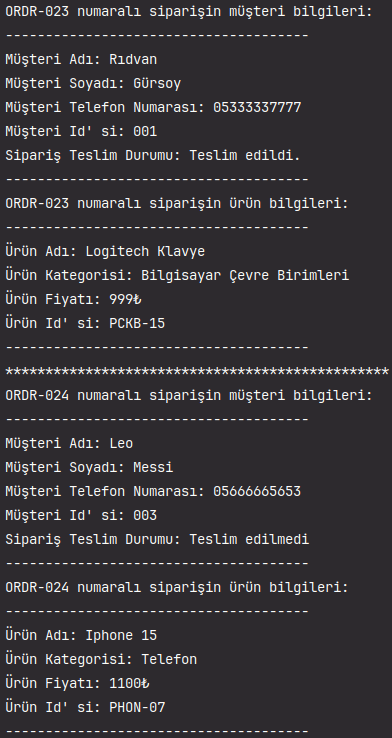 ORDR-023 numaralı siparişin müşteri bilgileri:
--------------------------------------
Müşteri Adı: Rıdvan
Müşteri Soyadı: Gürsoy
Müşteri Telefon Numarası: 05333337777
Müşteri Id' si: 001
Sipariş Teslim Durumu: Teslim edildi.
--------------------------------------
ORDR-023 numaralı siparişin ürün bilgileri:
--------------------------------------
Ürün Adı: Logitech Klavye
Ürün Kategorisi: Bilgisayar Çevre Birimleri
Ürün Fiyatı: 999₺
Ürün Id' si: PCKB-15
--------------------------------------
************************************************
ORDR-024 numaralı siparişin müşteri bilgileri:
--------------------------------------
Müşteri Adı: Leo
Müşteri Soyadı: Messi
Müşteri Telefon Numarası: 05666665653
Müşteri Id' si: 003
Sipariş Teslim Durumu: Teslim edilmedi
--------------------------------------
ORDR-024 numaralı siparişin ürün bilgileri:
--------------------------------------
Ürün Adı: Iphone 15
Ürün Kategorisi: Telefon
Ürün Fiyatı: 1100₺
Ürün Id' si: PHON-07
--------------------------------------